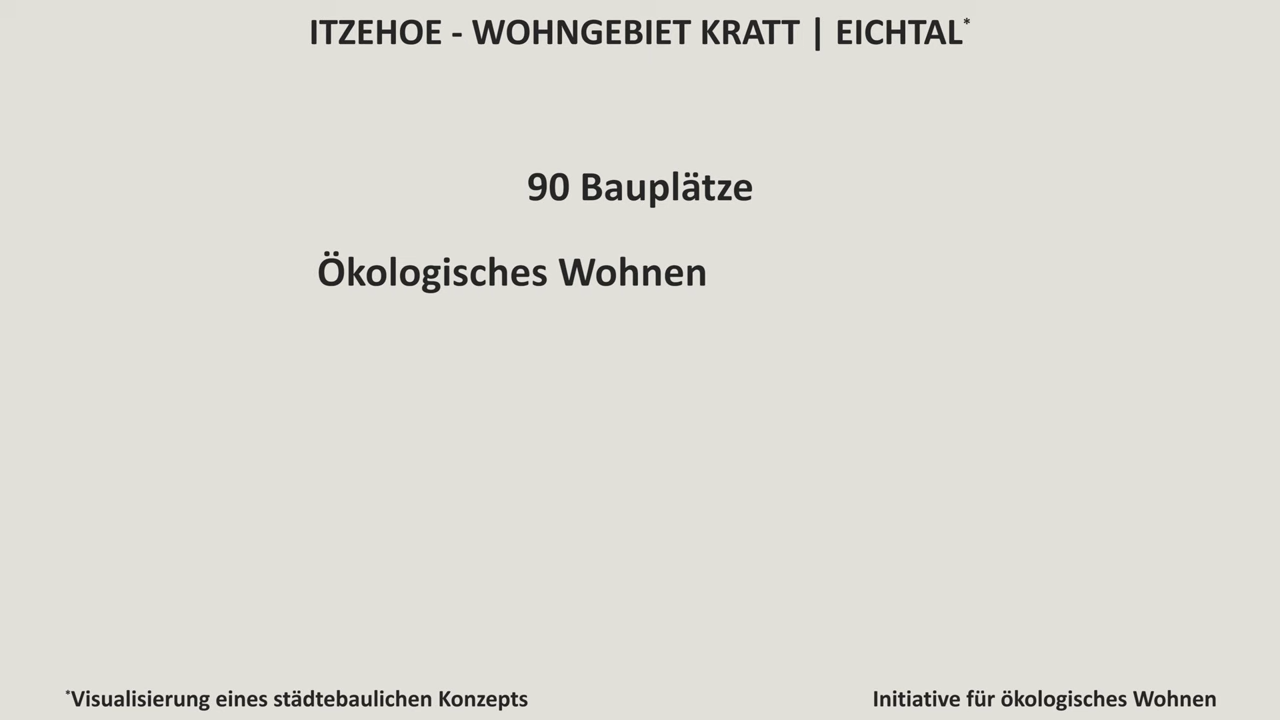 ITZEHOE - WOHNGEBIET KRATT | EICHTAL*
90 Bauplätze
Ökologisches Wohnen
*Visualisierung eines städtebaulichen Konzepts
Initiative für ökologisches Wohnen